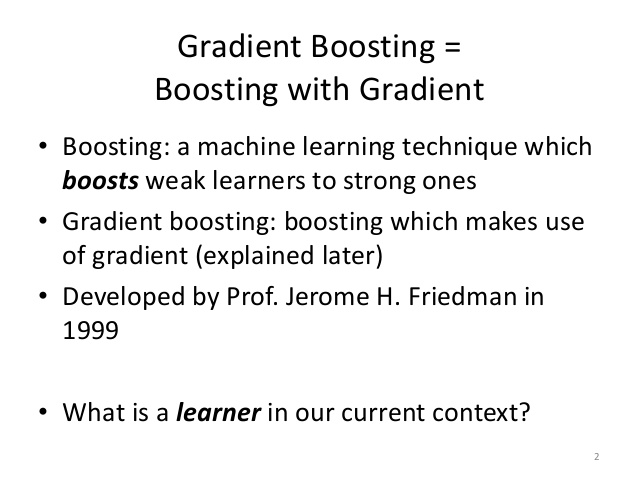 Gradient Boosting =
Boosting with Gradient
• Boosting: a machine learning technique which
boosts weak learners to strong ones
• Gradient boosting: boosting which makes use
of gradient (explained later)
• Developed by Prof. Jerome H. Friedman in
1999
• What is a learner in our current context?
2